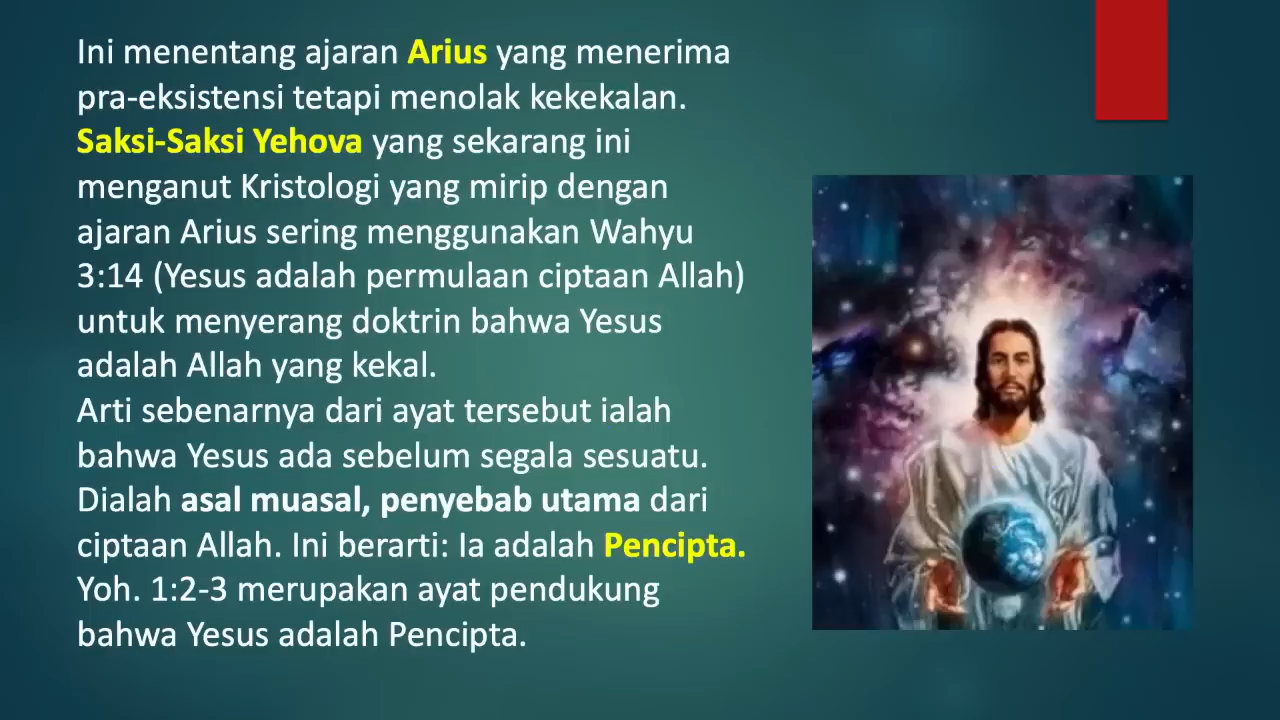 Ini menentang ajaran Arius yang menerima
pra-eksistensi tetapi menolak kekekalan.
Saksi-Saksi Yehova yang sekarang ini
menganut Kristologi yang mirip dengan
ajaran Arius sering menggunakan Wahyu
3:14 (Yesus adalah permulaan ciptaan Allah)
untuk menyerang doktrin bahwa Yesus
adalah Allah yang kekal.
Arti sebenarnya dari ayat tersebut ialah
bahwa Yesus ada sebelum segala sesuatu.
Dialah asal muasal, penyebab utama dari
ciptaan Allah. Ini berarti: Ia adalah Pencipta.
Yoh. 1:2-3 merupakan ayat pendukung
bahwa Yesus adalah Pencipta.